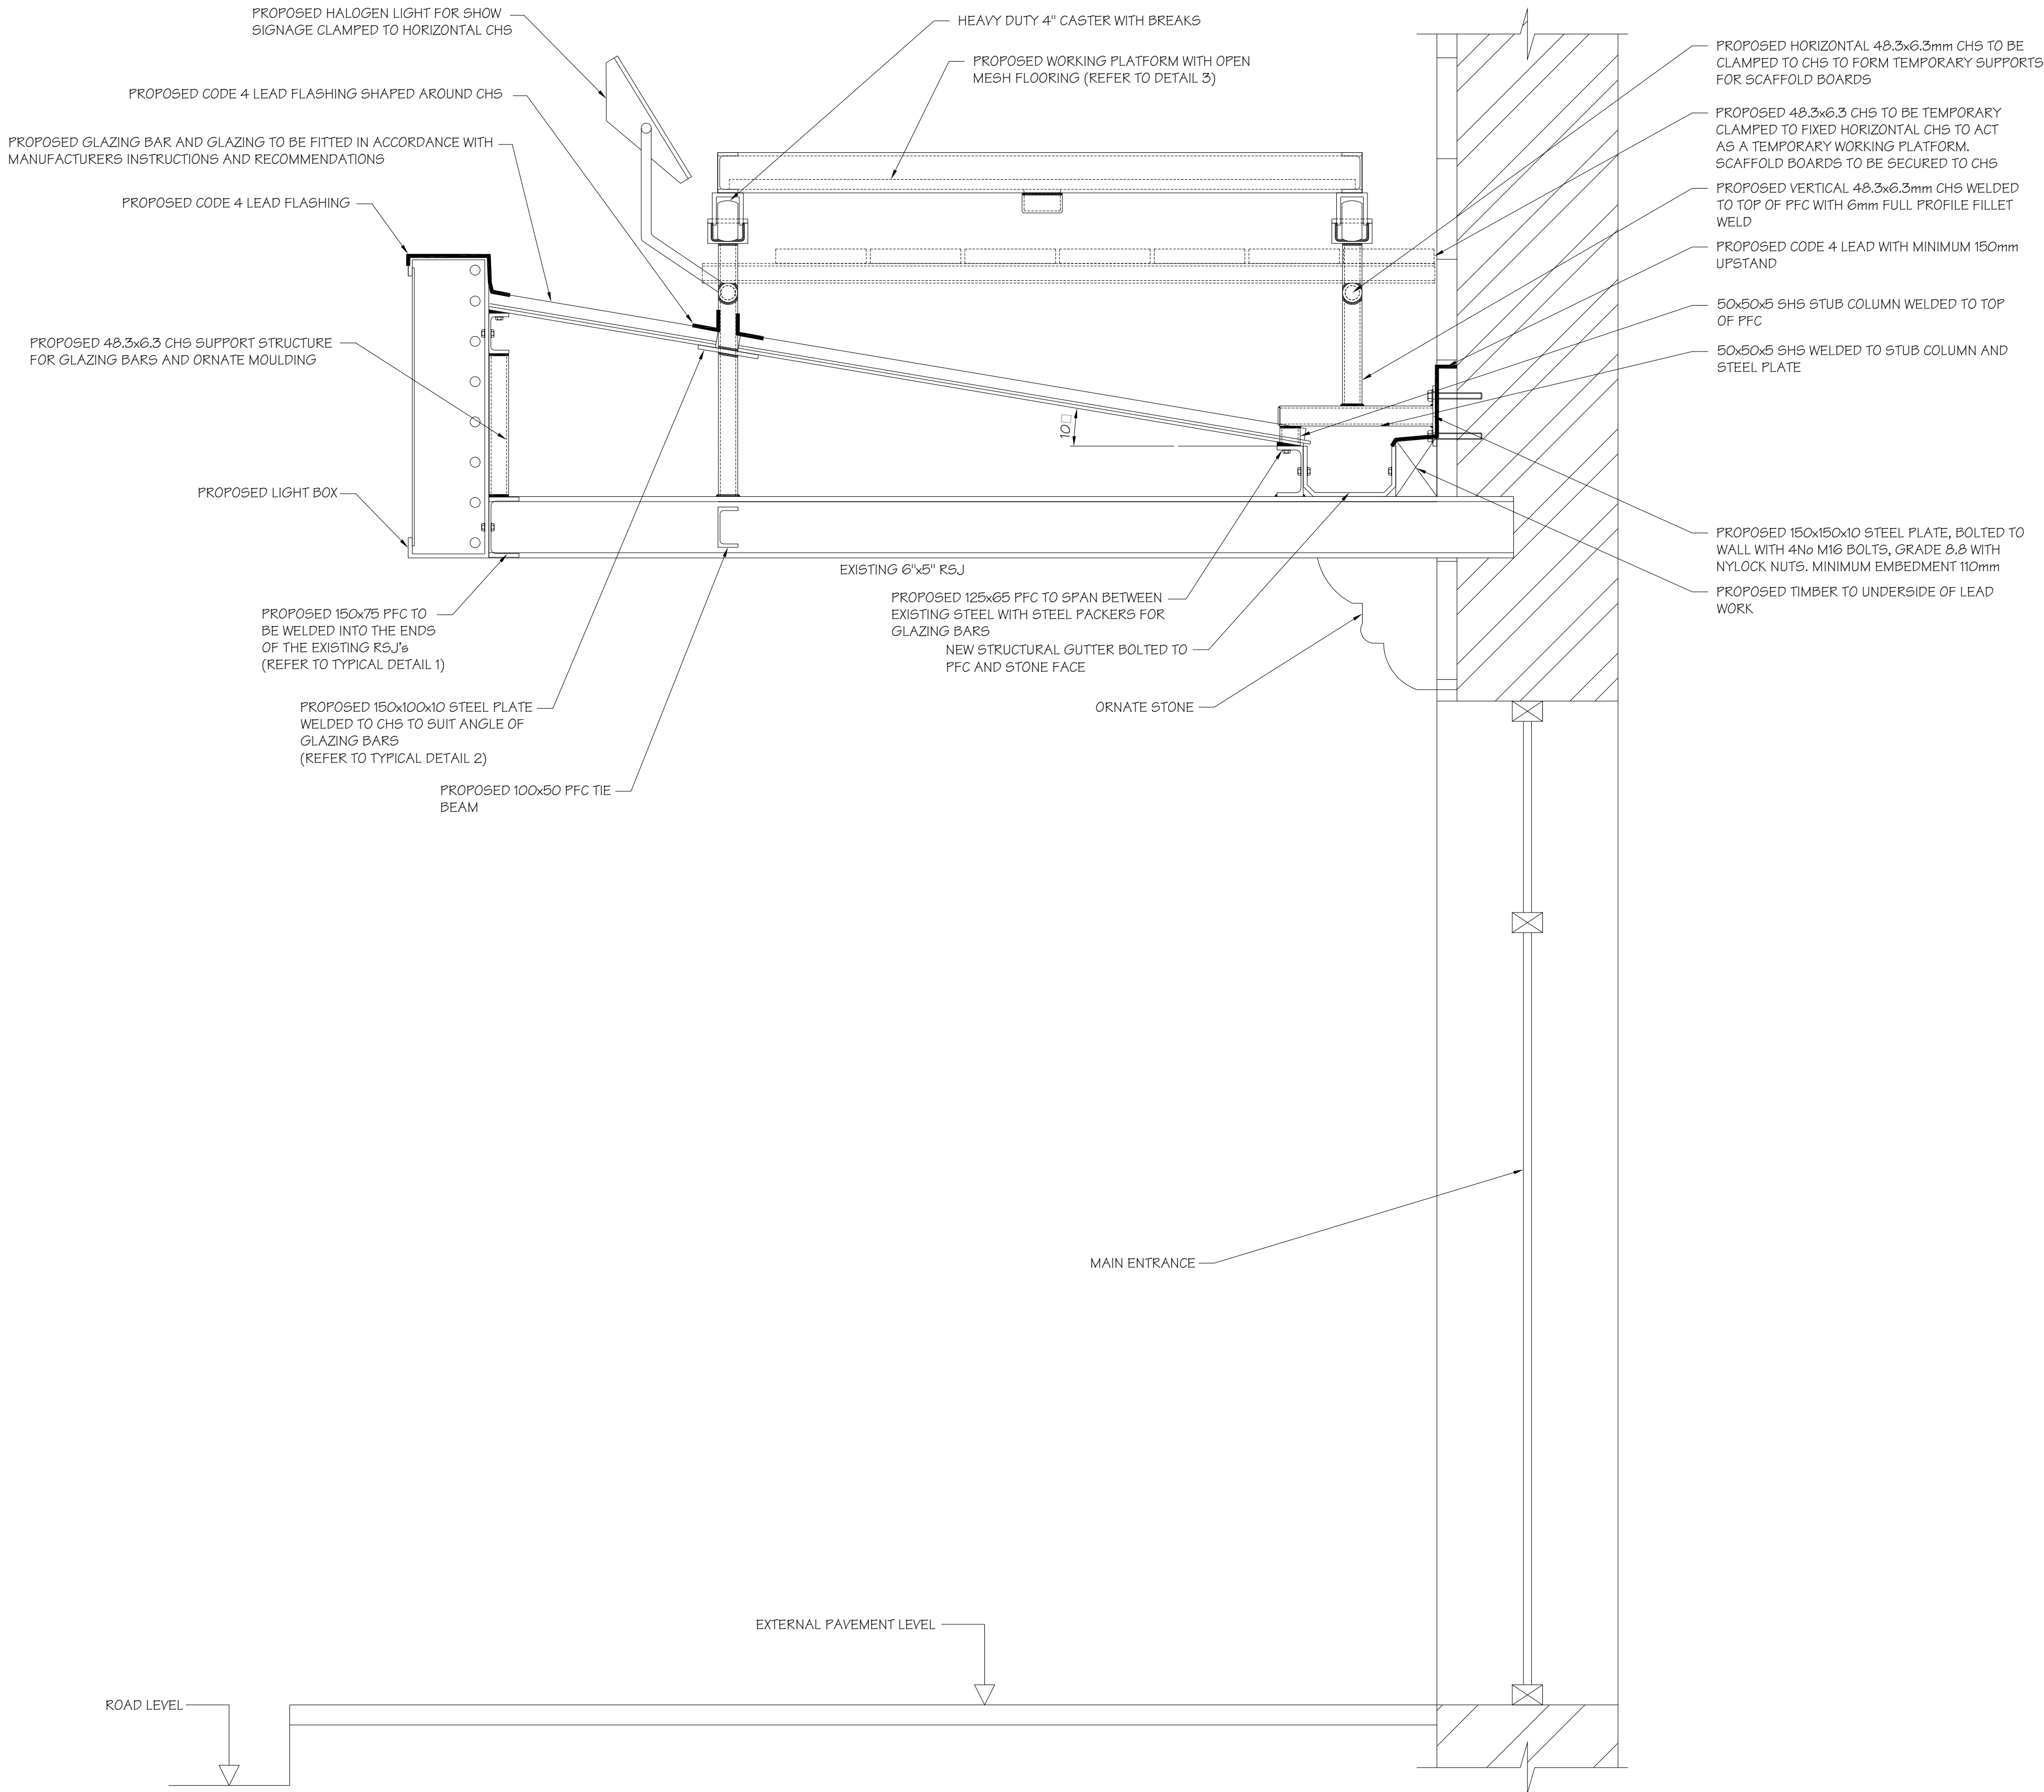 PROPOSED HALOGEN LIGHT FOR SHOW
SIGNAGE CLAMPED TO HORIZONTAL CHS
HEAVY DUTY 4" CASTER WITH BREAKS
PROPOSED WORKING PLATFORM WITH OPEN
MESH FLOORING (REFER TO DETAIL 3)
PROPOSED CODE 4 LEAD FLASHING SHAPED AROUND CHS
PROPOSED GLAZING BAR AND GLAZING TO BE FITTED IN ACCORDANCE WITH
MANUFACTURERS INSTRUCTIONS AND RECOMMENDATIONS
PROPOSED CODE 4 LEAD FLASHING
PROPOSED 48.3x6.3 CHS SUPPORT STRUCTURE
FOR GLAZING BARS AND ORNATE MOULDING
PROPOSED LIGHT BOX
PROPOSED HORIZONTAL 48.3x6.3mm CHS TO BE
CLAMPED TO CHS TO FORM TEMPORARY SUPPORTS
FOR SCAFFOLD BOARDS
PROPOSED 48.3x6.3 CHS TO BE TEMPORARY
CLAMPED TO FIXED HORIZONTAL CHS TO ACT
AS A TEMPORARY WORKING PLATFORM.
SCAFFOLD BOARDS TO BE SECURED TO CHS
PROPOSED VERTICAL 48.3x6.3mm CHS WELDED
TO TOP OF PFC WITH 6mm FULL PROFILE FILLET
WELD
PROPOSED CODE 4 LEAD WITH MINIMUM 150mm
UPSTAND
50x50x5 SHS STUB COLUMN WELDED TO TOP
OF PFC
50x50x5 SHS WELDED TO STUB COLUMN AND
STEEL PLATE
10□
PROPOSED 150x150x10 STEEL PLATE, BOLTED TO
WALL WITH 4No M16 BOLTS, GRADE 8.8 WITH
NYLOCK NUTS. MINIMUM EMBEDMENT 110mm
PROPOSED TIMBER TO UNDERSIDE OF LEAD
WORK
EXISTING 6"x5" RSJ
PROPOSED 125x65 PFC TO SPAN BETWEEN
EXISTING STEEL WITH STEEL PACKERS FOR
GLAZING BARS
NEW STRUCTURAL GUTTER BOLTED TO
PFC AND STONE FACE
ORNATE STONE
PROPOSED 150x75 PFC TO
BE WELDED INTO THE ENDS
OF THE EXISTING RSJ's
(REFER TO TYPICAL DETAIL 1)
PROPOSED 150x100x10 STEEL PLATE
WELDED TO CHS TO SUIT ANGLE OF
GLAZING BARS
(REFER TO TYPICAL DETAIL 2)
PROPOSED 100x50 PFC TIE
BEAM
MAIN ENTRANCE
EXTERNAL PAVEMENT LEVEL
ROAD LEVEL